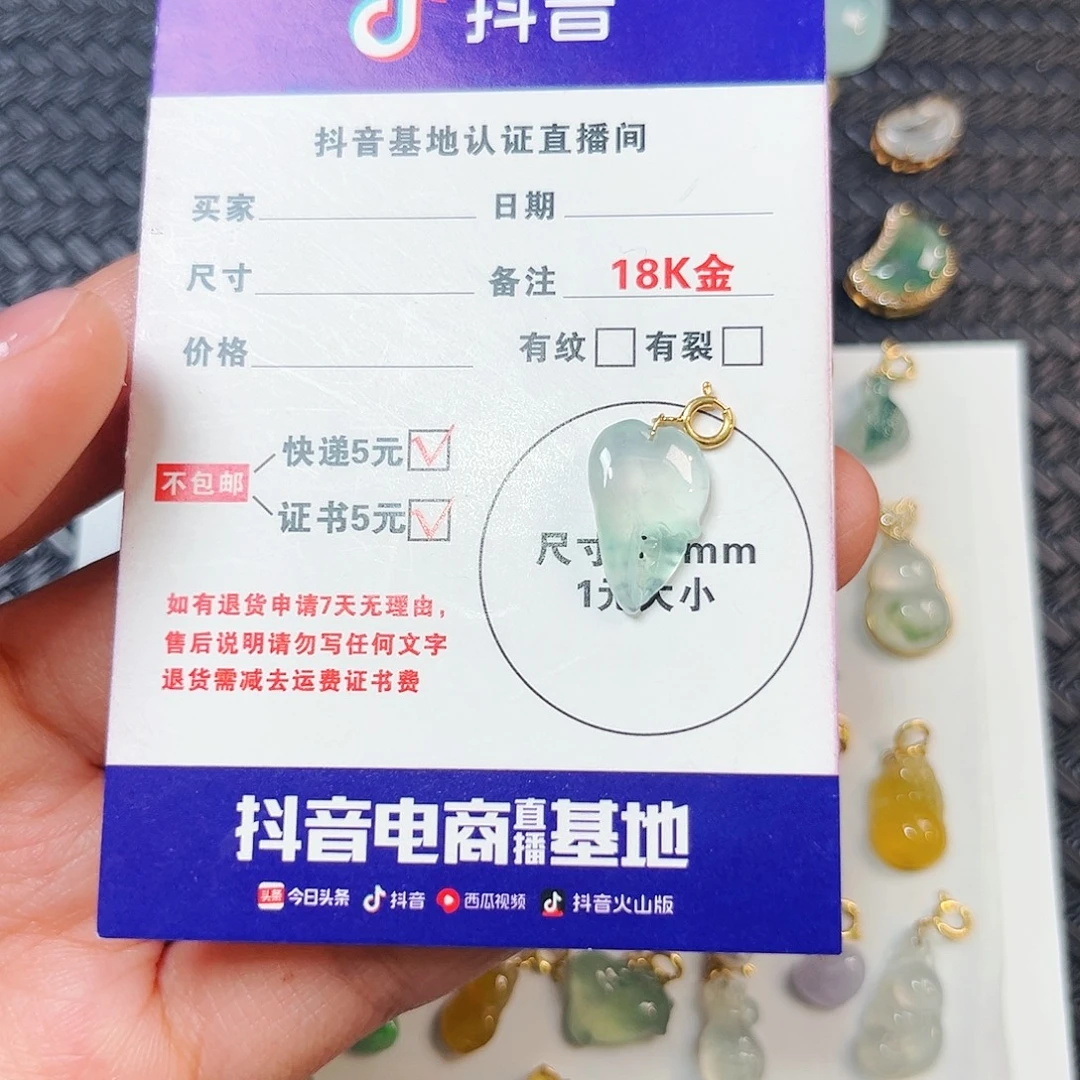 抖音
抖音基地认证直播间
买家 日期
尺寸 备注 18K金
价格 有纹 有裂
快递5元
不包邮
证书5元
尺寸 mm
1元大小
如有退货申请7天无理由，
售后说明请勿写任何文字
退货需减去运费证书费
抖音电商直播基地
头条 今日头条 抖音 西瓜视频 抖音火山版